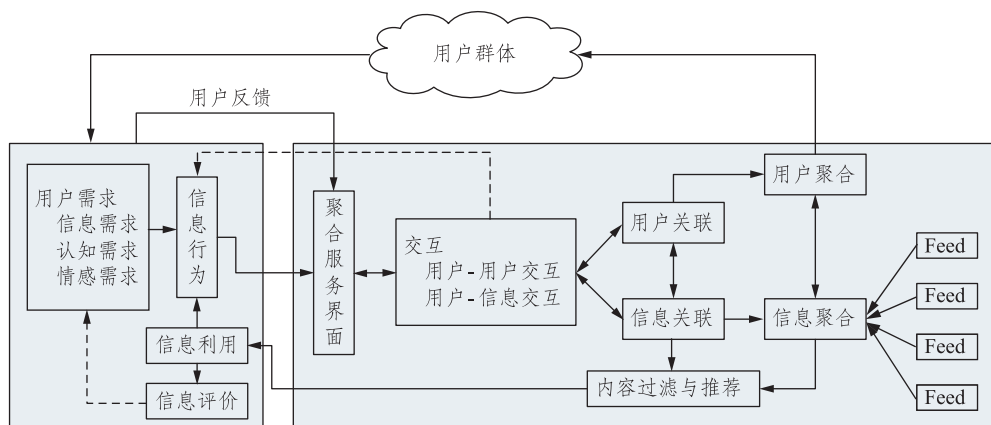 用户群体
用户反馈
用户需求
信息需求
认知需求
情感需求
信息行为
信息利用
信息评价
聚合服务界面
交互
用户-用户交互
用户-信息交互
用户关联
信息关联
内容过滤与推荐
用户聚合
信息聚合
Feed
Feed
Feed
Feed